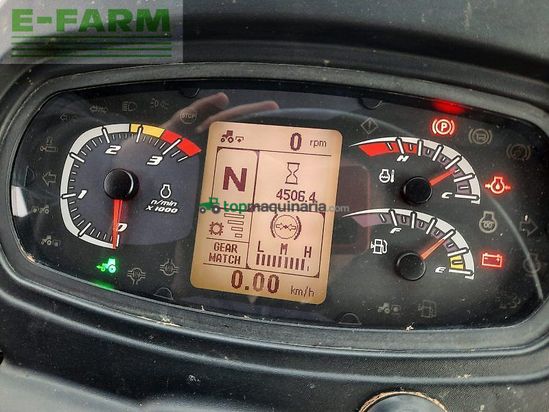 E-FARM
0 rpm
N
4506.4
topmaquinaria.com
GEAR
MATCH
L M H
0.00 km/h
0 1 2 3
n/min
X 1000
H
C
F
E
P